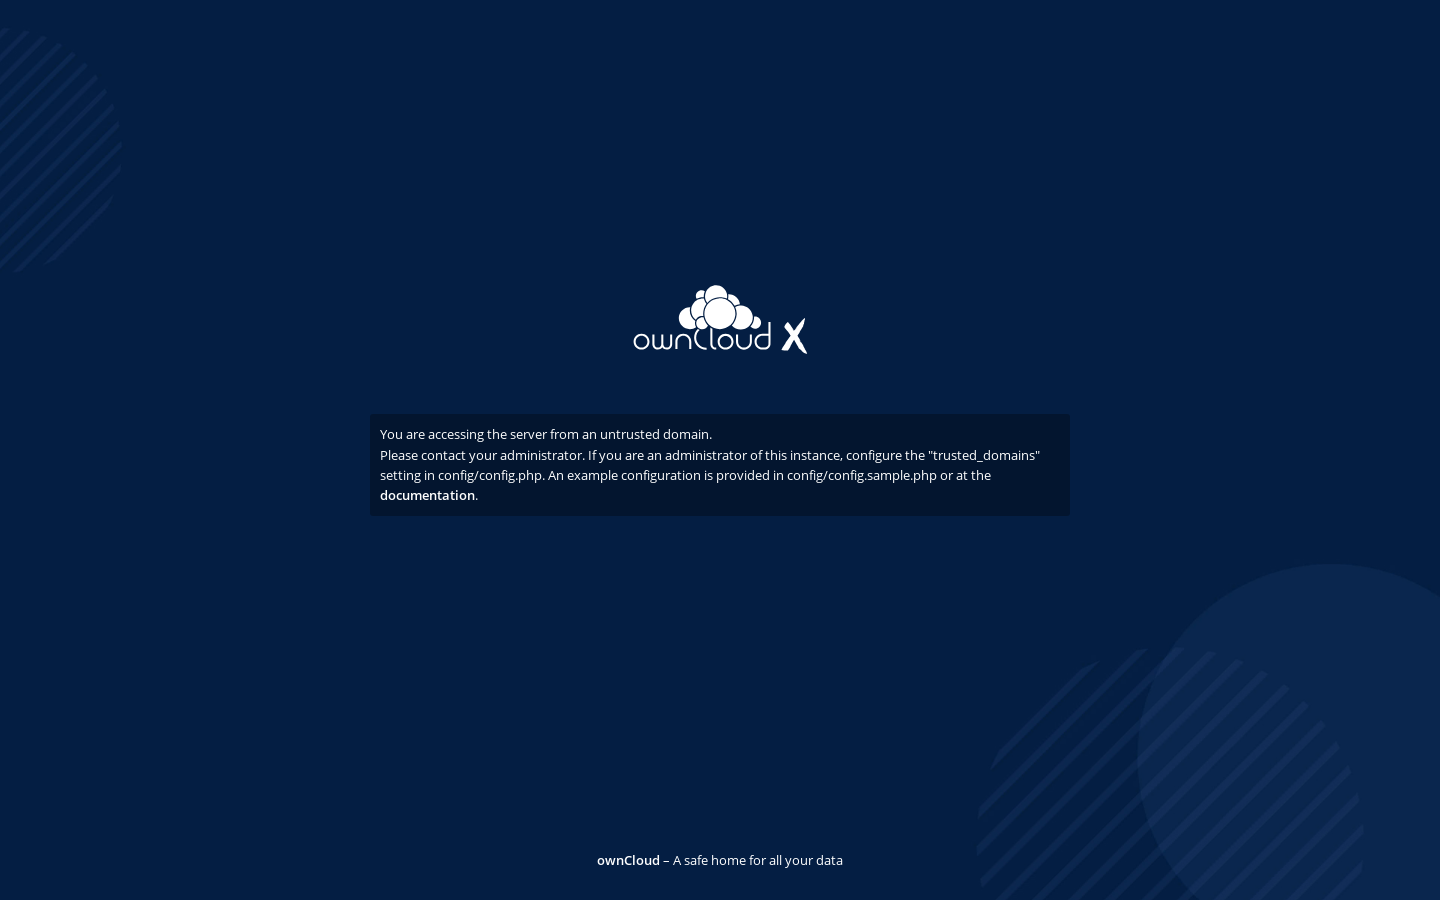 ownCloud X
You are accessing the server from an untrusted domain.
Please contact your administrator. If you are an administrator of this instance, configure the "trusted_domains"
setting in config/config.php. An example configuration is provided in config/config.sample.php or at the
documentation.
ownCloud – A safe home for all your data